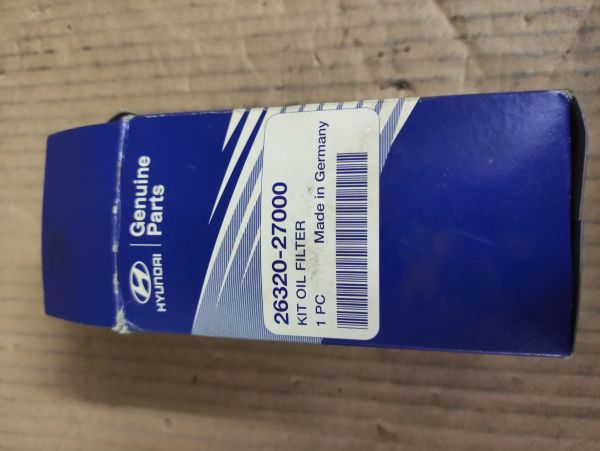 HYUNDAI
Genuine
Parts
26320-27000
KIT OIL FILTER
1 PC Made in Germany